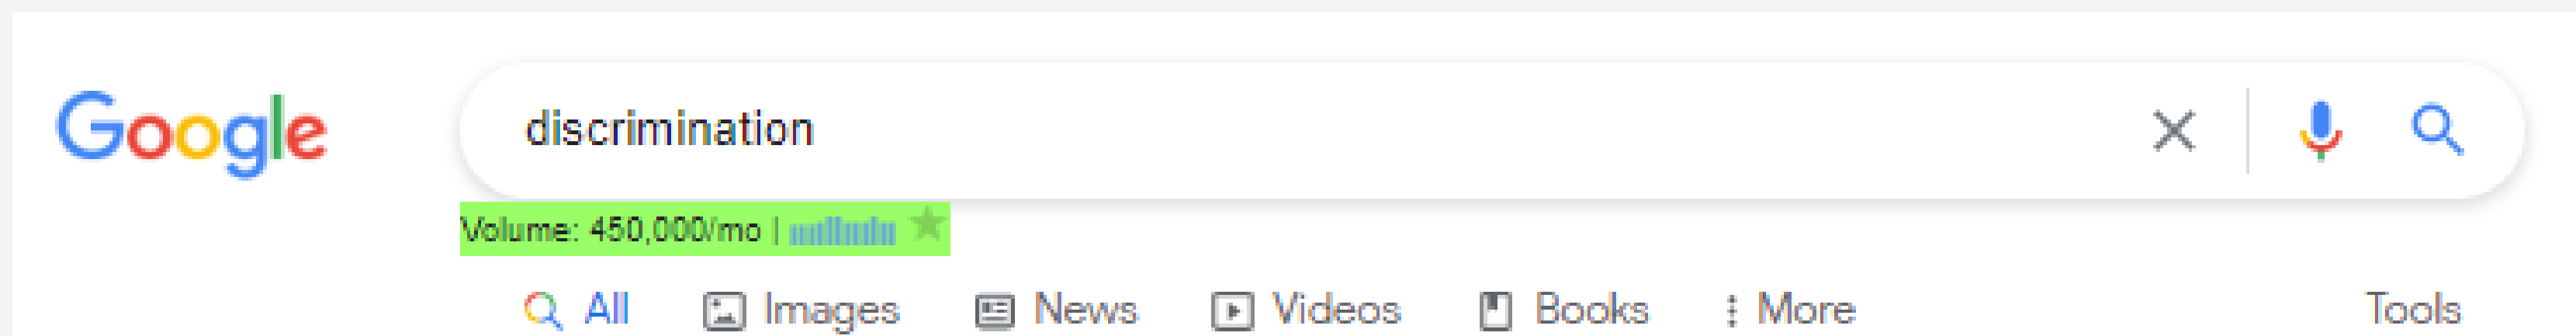 Google discrimination
Volume: 450,000/mo |
All Images News Videos Books More Tools